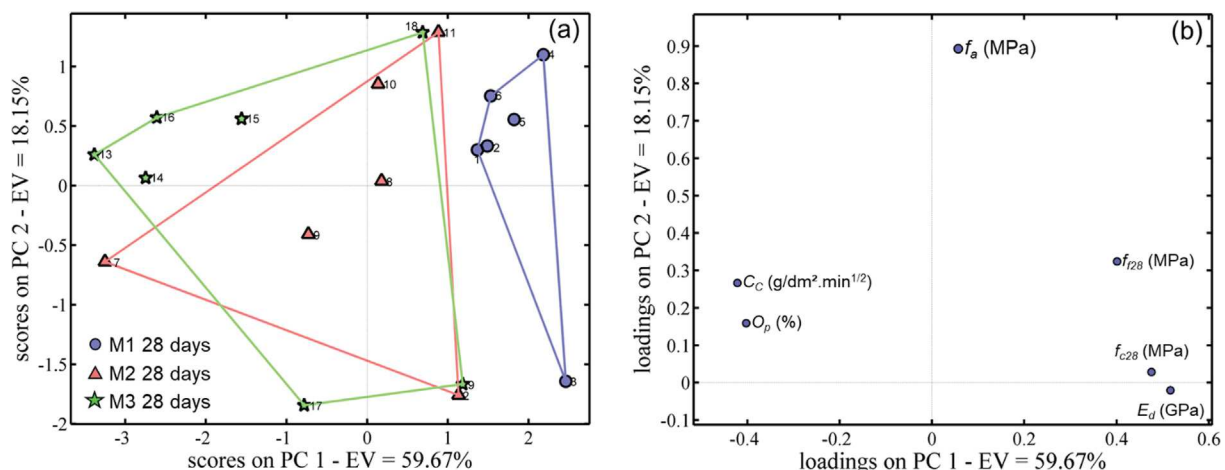 (a)
scores on PC 2 - EV = 18.15%
1
0.5
0
-0.5
-1
-1.5
-2
18
11
4
10
6
16
15
5
2
1
13
14
8
9
7
3
9
2
17
M1 28 days
M2 28 days
M3 28 days
-3 -2 -1 0 1 2
scores on PC 1 - EV = 59.67%
(b)
loadings on PC 2 - EV = 18.15%
0.9
0.8
0.7
0.6
0.5
0.4
0.3
0.2
0.1
0
-0.1
fa (MPa)
ff28 (MPa)
CC (g/dm².min1/2)
Op (%)
fc28 (MPa)
Ed (GPa)
-0.4 -0.2 0 0.2 0.4 0.6
loadings on PC 1 - EV = 59.67%